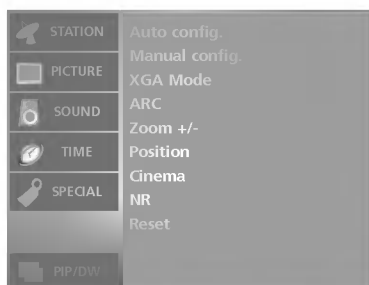 STATION
PICTURE
SOUND
TIME
SPECIAL
PIP/DW
Auto config.
Manual config.
XGA Mode
ARC
Zoom +/-
Position
Cinema
NR
Reset